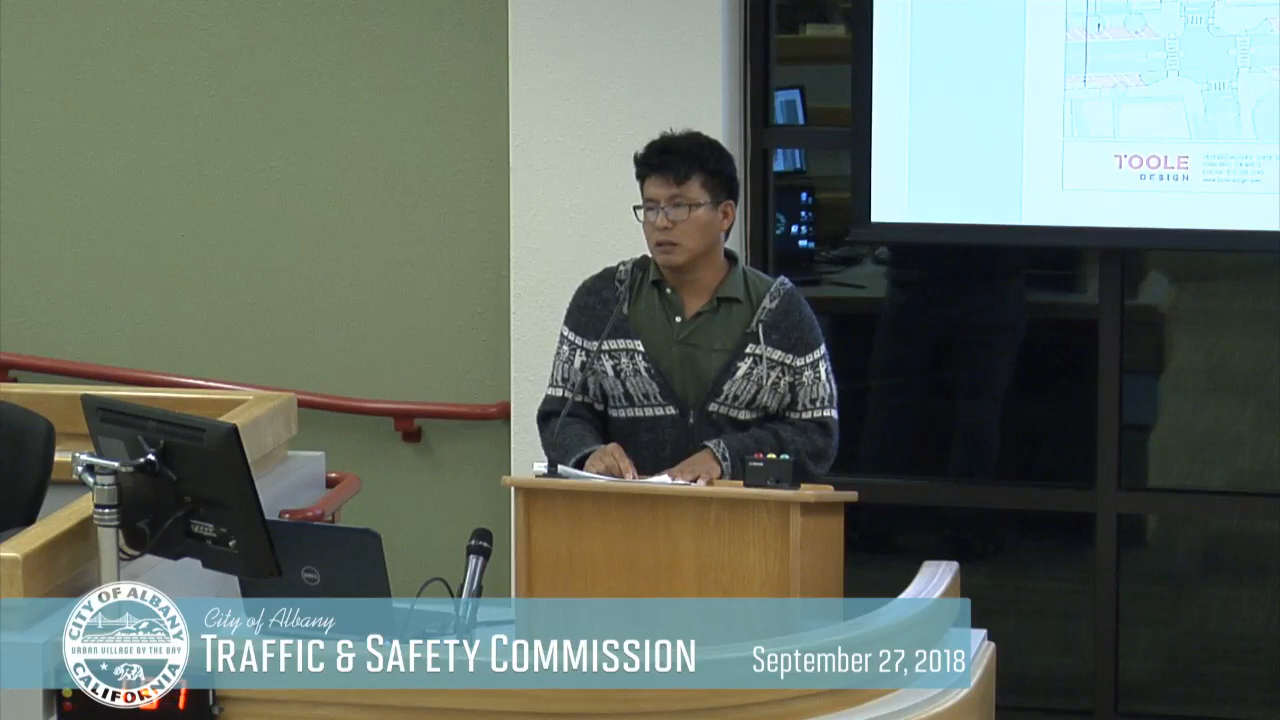 TOOLE
DESIGN
DELL
CITY OF ALBANY
URBAN VILLAGE BY THE BAY
CALIFORNIA
City of Albany
TRAFFIC & SAFETY COMMISSION
September 27, 2018